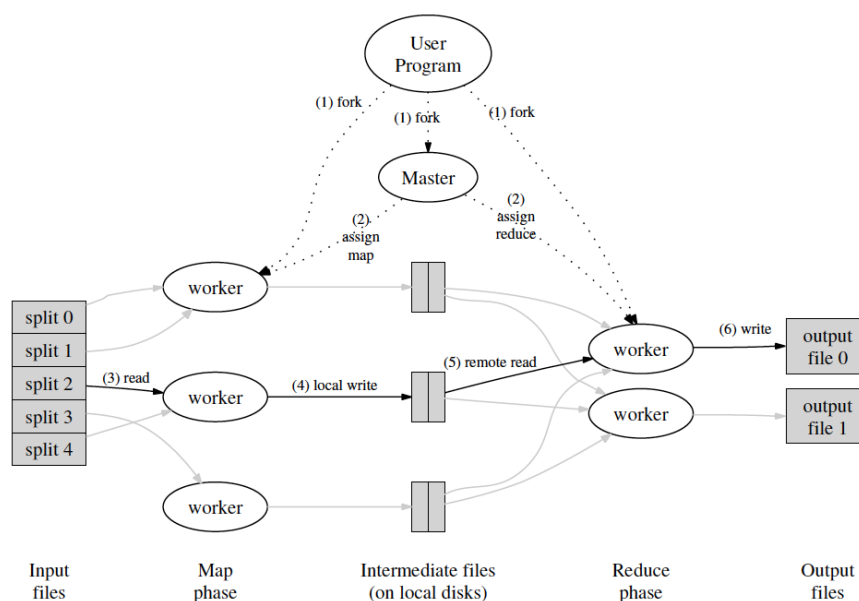 User
Program
(1) fork
(1) fork
(1) fork
Master
(2)
assign
map
(2)
assign
reduce
worker
split 0
split 1
split 2
split 3
split 4
(3) read
worker
(4) local write
(5) remote read
worker
(6) write
output
file 0
worker
output
file 1
worker
Input
files
Map
phase
Intermediate files
(on local disks)
Reduce
phase
Output
files